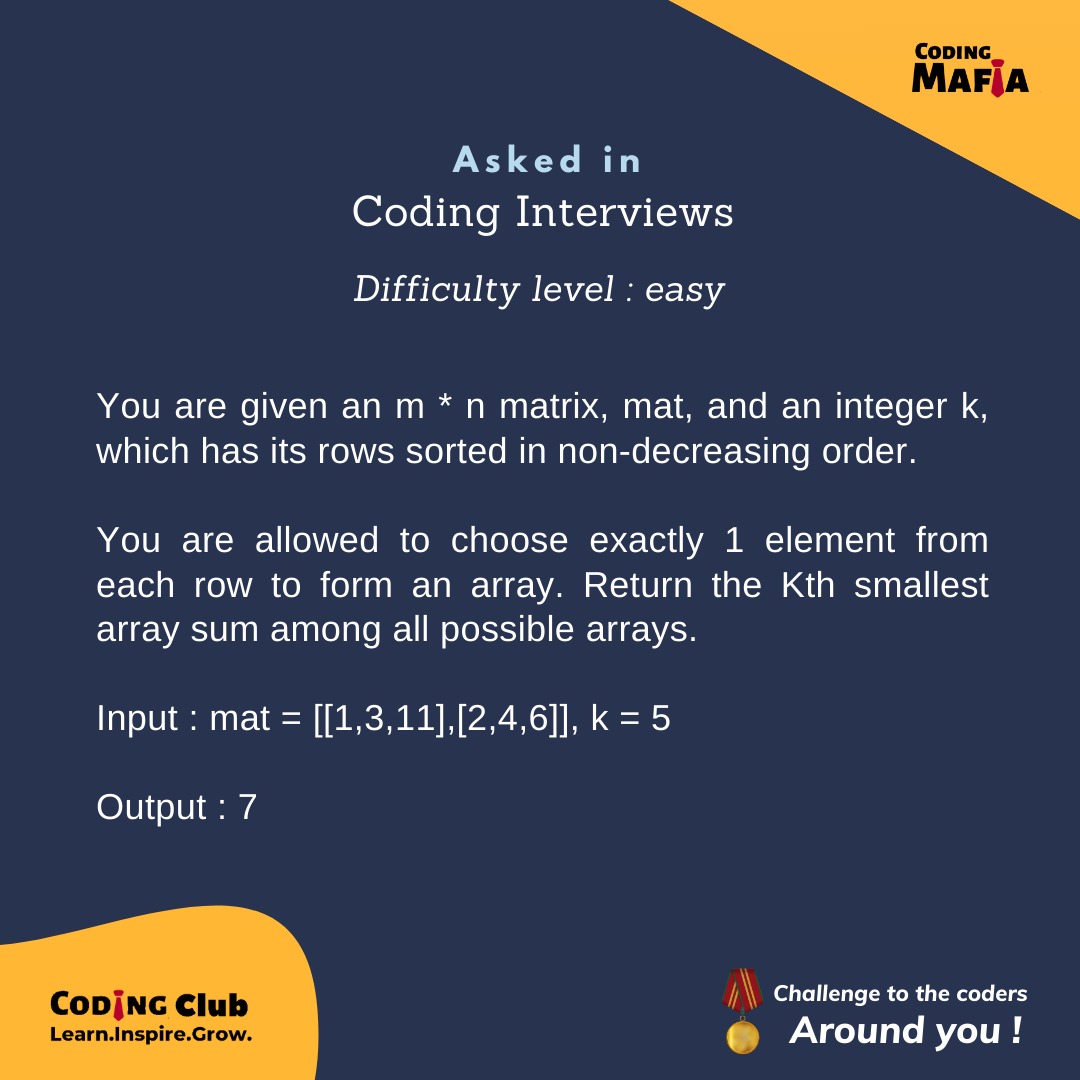 CODING
MAFIA
Asked in
Coding Interviews
Difficulty level : easy
You are given an m * n matrix, mat, and an integer k,
which has its rows sorted in non-decreasing order.
You are allowed to choose exactly 1 element from
each row to form an array. Return the Kth smallest
array sum among all possible arrays.
Input : mat = [[1,3,11],[2,4,6]], k = 5
Output : 7
CODING Club
Learn.Inspire.Grow.
Challenge to the coders
Around you !